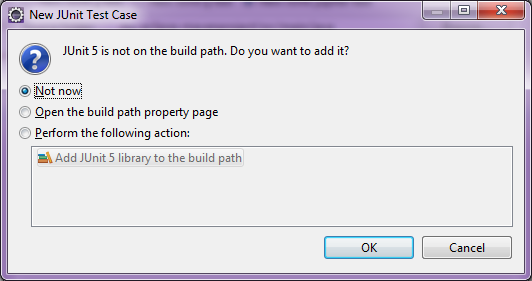 New JUnit Test Case
JUnit 5 is not on the build path. Do you want to add it?
Not now
Open the build path property page
Perform the following action:
Add JUnit 5 library to the build path
OK
Cancel